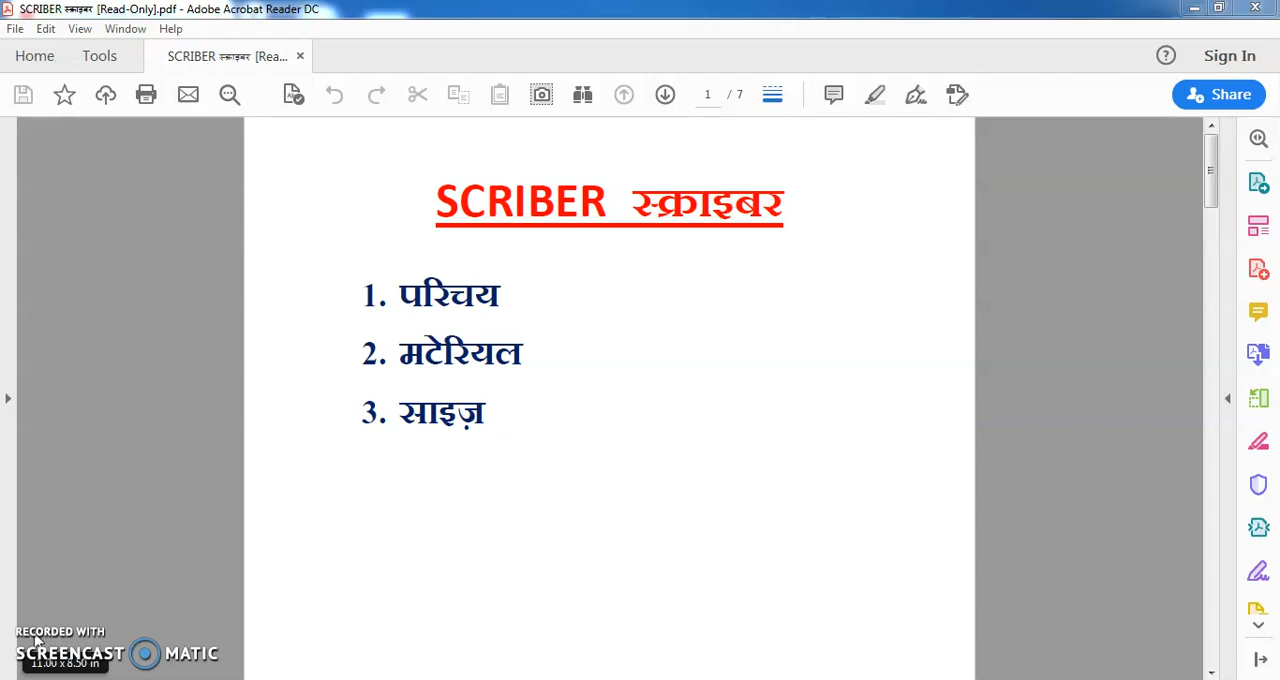 SCRIBER स्क्राइबर [Read-Only].pdf - Adobe Acrobat Reader DC
File Edit View Window Help
Home Tools SCRIBER स्क्राइबर [Rea... × Sign In
1 / 7 Share
SCRIBER स्क्राइबर
1. परिचय
2. मटेरियल
3. साइज़
RECORDED WITH
SCREENCAST MATIC
11.00 x 8.50 in